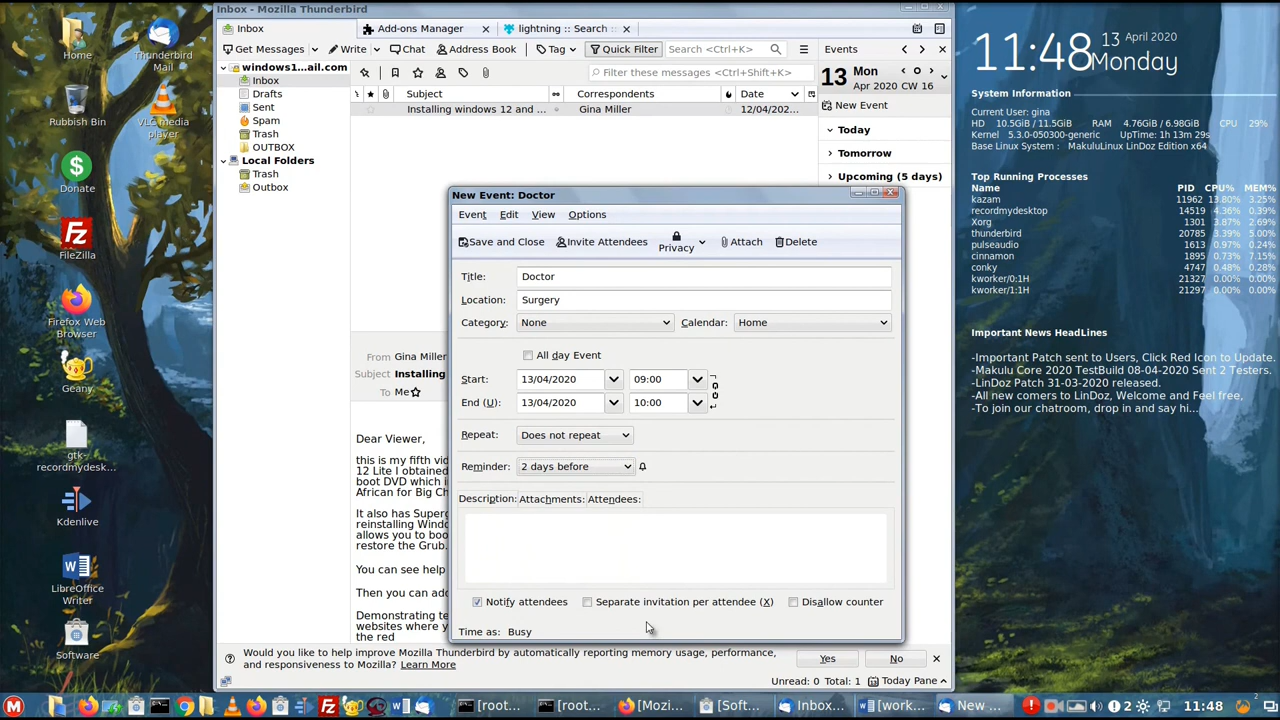 Home
Thunderbird
Mail
Rubbish Bin
VLC media
player
Donate
FileZilla
Firefox Web
Browser
Geany
gtk-
recordmydesk...
Kdenlive
LibreOffice
Writer
Software
Inbox - Mozilla Thunderbird
Inbox
Add-ons Manager
lightning :: Search
Get Messages
Write
Chat
Address Book
Tag
Quick Filter
Search <Ctrl+K>
Events
windows1...ail.com
Inbox
Drafts
Sent
Spam
Trash
OUTBOX
Local Folders
Trash
Outbox
Filter these messages <Ctrl+Shift+K>
Subject
Correspondents
Date
Installing windows 12 and ...
Gina Miller
12/04/202...
13
Mon
Apr 2020 CW 16
New Event
Today
Tomorrow
Upcoming (5 days)
From Gina Miller
Subject Installing
To Me
Dear Viewer,
this is my fifth vid
12 Lite I obtained
boot DVD which i
African for Big Ch
It also has Superg
reinstalling Windo
allows you to boo
restore the Grub.
You can see help
Then you can add
Demonstrating te
websites where y
the red
New Event: Doctor
Event Edit View Options
Save and Close
Invite Attendees
Privacy
Attach
Delete
Title: Doctor
Location: Surgery
Category: None Calendar: Home
All day Event
Start: 13/04/2020 09:00
End (U): 13/04/2020 10:00
Repeat: Does not repeat
Reminder: 2 days before
Description: Attachments: Attendees:
Notify attendees Separate invitation per attendee (X) Disallow counter
Time as: Busy
Would you like to help improve Mozilla Thunderbird by automatically reporting memory usage, performance,
and responsiveness to Mozilla? Learn More
Yes
No
Unread: 0 Total: 1 Today Pane
11:48 13 April 2020
Monday
System Information
Current User: gina
HD 10.5GiB / 11.5GiB RAM 4.76GiB / 6.98GiB CPU 29%
Kernel 5.3.0-050300-generic UpTime: 1h 13m 29s
Base Linux System : MakuluLinux LinDoz Edition x64
Top Running Processes
Name PID CPU% MEM%
kazam 11962 13.80% 3.25%
recordmydesktop 14519 4.36% 0.39%
Xorg 1301 3.87% 2.69%
thunderbird 20785 3.39% 5.00%
pulseaudio 1613 0.97% 0.24%
cinnamon 1895 0.73% 7.15%
conky 4747 0.48% 0.28%
kworker/0:1H 21327 0.00% 0.00%
kworker/1:1H 21297 0.00% 0.00%
Important News HeadLines
-Important Patch sent to Users, Click Red Icon to Update.
-Makulu Core 2020 TestBuild 08-04-2020 Sent 2 Testers.
-LinDoz Patch 31-03-2020 released.
-All new comers to LinDoz, Welcome and Feel free,
-To join our chatroom, drop in and say hi...
[root...
[root...
[Mozi...
[Soft...
Inbox...
[work...
New ...
2
11:48
2